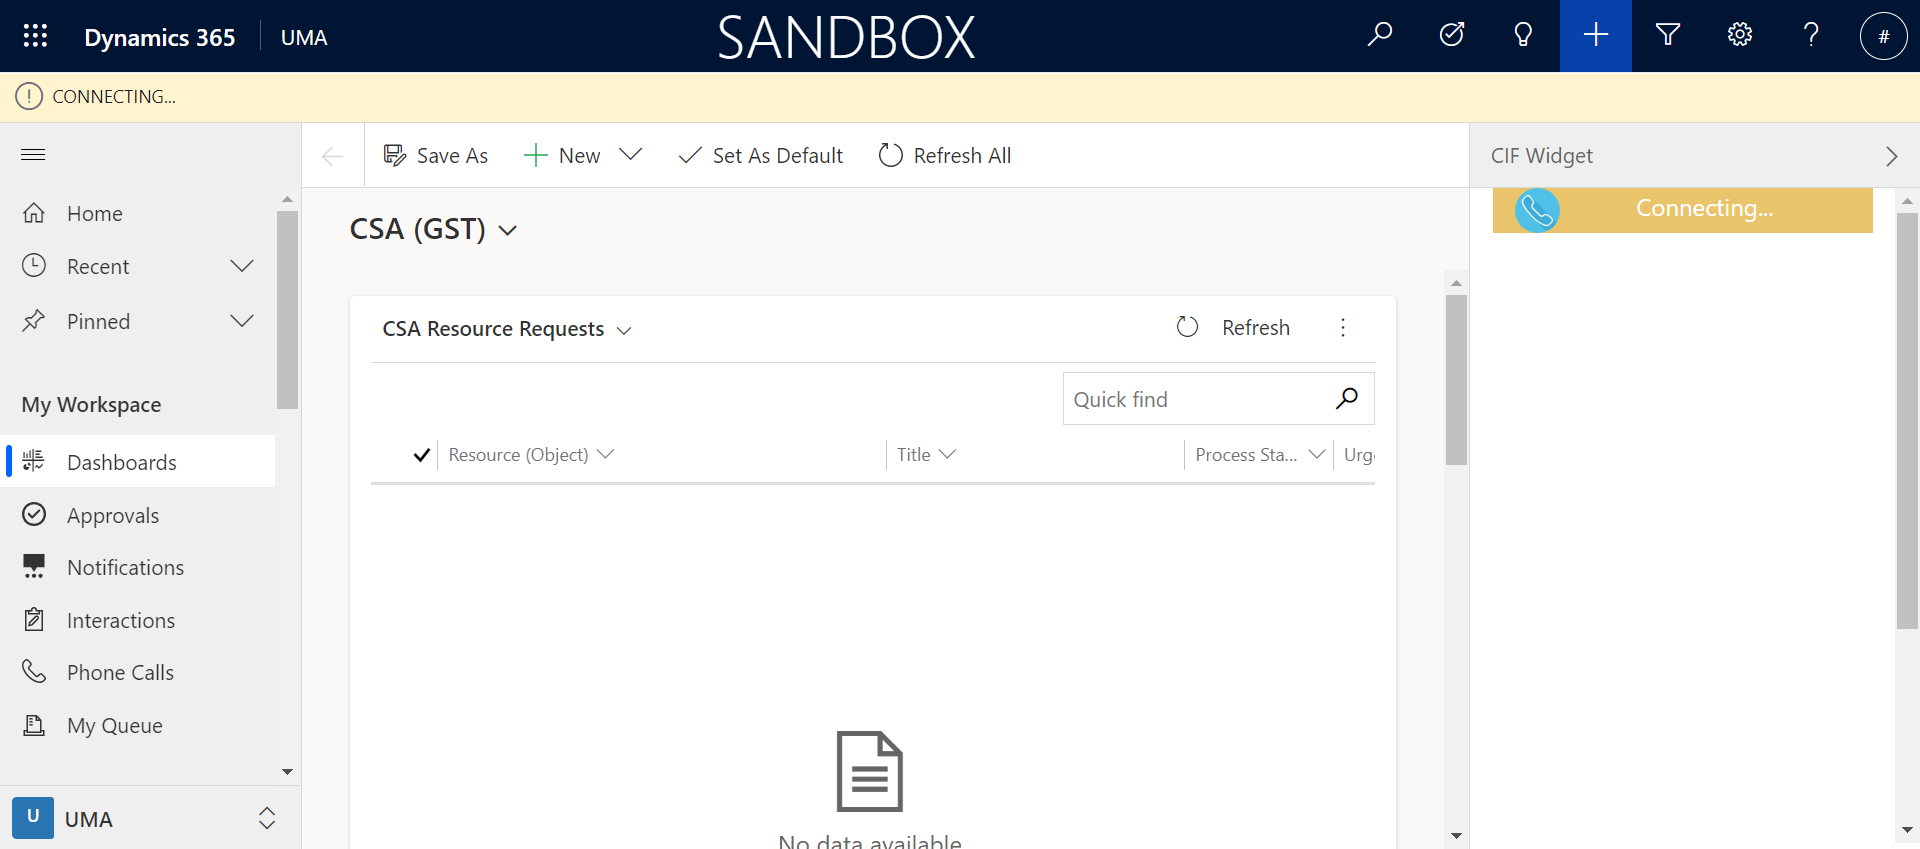 Dynamics 365
UMA
SANDBOX
?
#
CONNECTING...
Save As
New
Set As Default
Refresh All
CIF Widget
Home
Recent
Pinned
My Workspace
Dashboards
Approvals
Notifications
Interactions
Phone Calls
My Queue
U
UMA
CSA (GST)
CSA Resource Requests
Refresh
Quick find
Resource (Object)
Title
Process Sta...
Urg
No data available
Connecting...